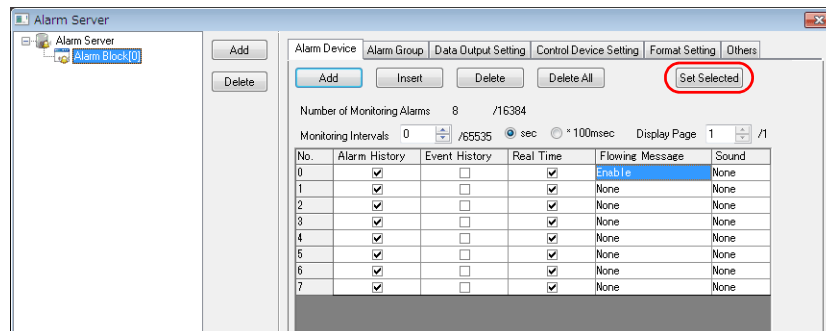 Alarm Server
Alarm Server
Alarm Block[0]
Add
Delete
Alarm Device Alarm Group Data Output Setting Control Device Setting Format Setting Others
Add Insert Delete Delete All Set Selected
Number of Monitoring Alarms 8 /16384
Monitoring Intervals 0 /65535 sec * 100msec Display Page 1 /1
No. Alarm History Event History Real Time Flowing Message Sound
0 Enable None
1 None None
2 None None
3 None None
4 None None
5 None None
6 None None
7 None None